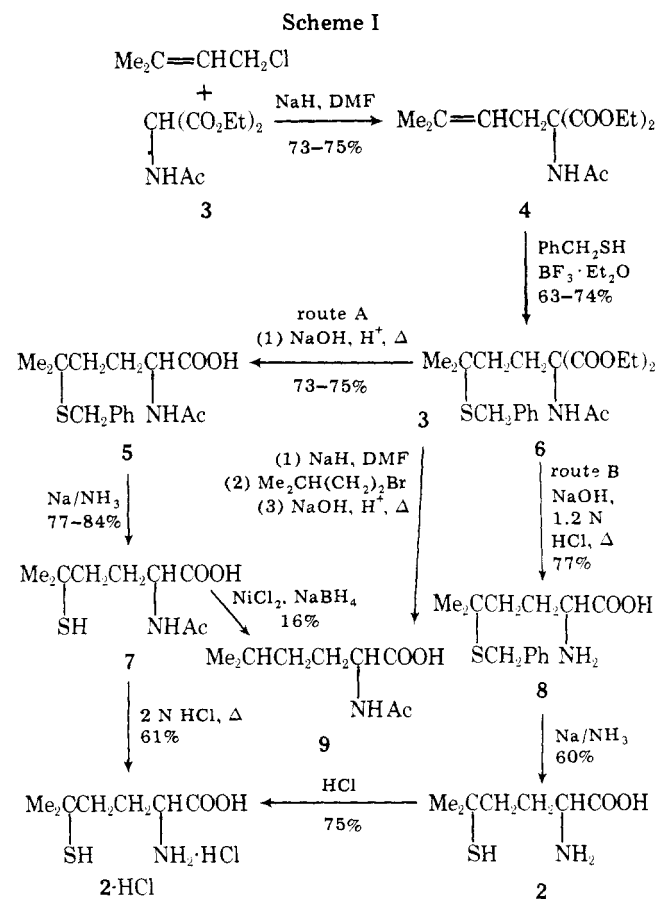 Scheme I
Me₂C=CHCH₂Cl
+
CH(CO₂Et)₂
NHAc
3
NaH, DMF
73–75%
Me₂C=CHCH₂C(COOEt)₂
NHAc
4
PhCH₂SH
BF₃·Et₂O
63–74%
route A
(1) NaOH, H⁺, Δ
73–75%
Me₂CCH₂CH₂CHCOOH
SCH₂Ph NHAc
5
Me₂CCH₂CH₂C(COOEt)₂
SCH₂Ph NHAc
6
3
(1) NaH, DMF
(2) Me₂CH(CH₂)₂Br
(3) NaOH, H⁺, Δ
route B
NaOH,
1.2 N
HCl, Δ
77%
Na/NH₃
77–84%
Me₂CCH₂CH₂CHCOOH
SH NHAc
7
NiCl₂, NaBH₄
16%
Me₂CHCH₂CH₂CHCOOH
NHAc
9
Me₂CCH₂CH₂CHCOOH
SCH₂Ph NH₂
8
2 N HCl, Δ
61%
Na/NH₃
60%
Me₂CCH₂CH₂CHCOOH
SH NH₂·HCl
2·HCl
HCl
75%
Me₂CCH₂CH₂CHCOOH
SH NH₂
2